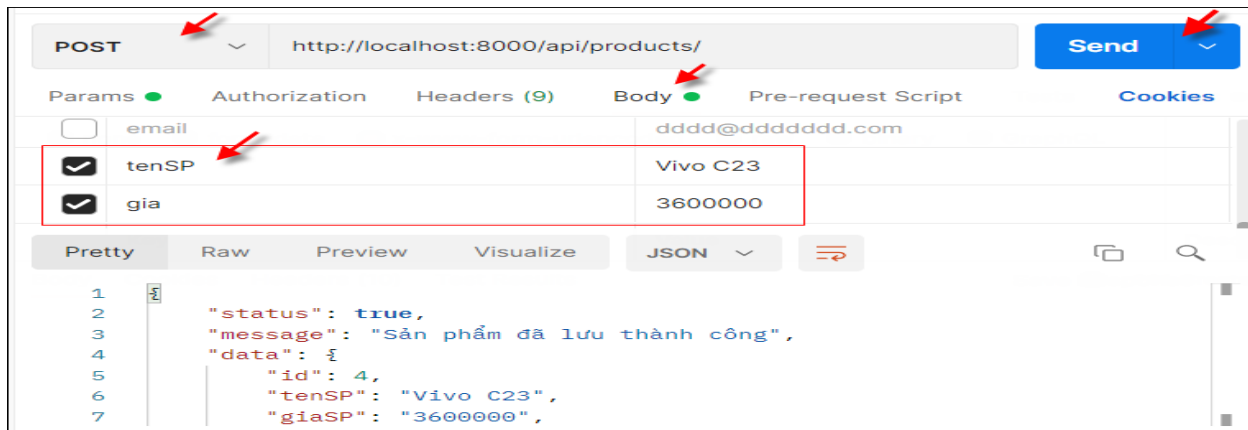 POST http://localhost:8000/api/products/ Send
Params Authorization Headers (9) Body Pre-request Script Cookies
email dddd@ddddddd.com
tenSP Vivo C23
gia 3600000
Pretty Raw Preview Visualize JSON
1 {
2 "status": true,
3 "message": "Sản phẩm đã lưu thành công",
4 "data": {
5 "id": 4,
6 "tenSP": "Vivo C23",
7 "giaSP": "3600000",